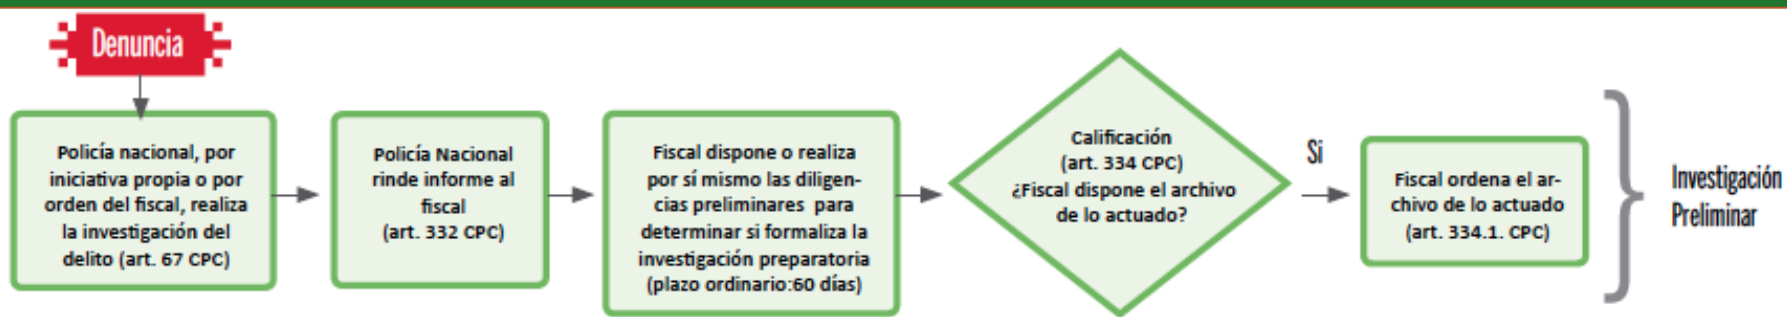 Denuncia
Policía nacional, por
iniciativa propia o por
orden del fiscal, realiza
la investigación del
delito (art. 67 CPC)
Policía Nacional
rinde informe al
fiscal
(art. 332 CPC)
Fiscal dispone o realiza
por sí mismo las diligen-
cias preliminares para
determinar si formaliza la
investigación preparatoria
(plazo ordinario:60 días)
Calificación
(art. 334 CPC)
¿Fiscal dispone el archivo
de lo actuado?
Si
Fiscal ordena el ar-
chivo de lo actuado
(art. 334.1. CPC)
Investigación
Preliminar